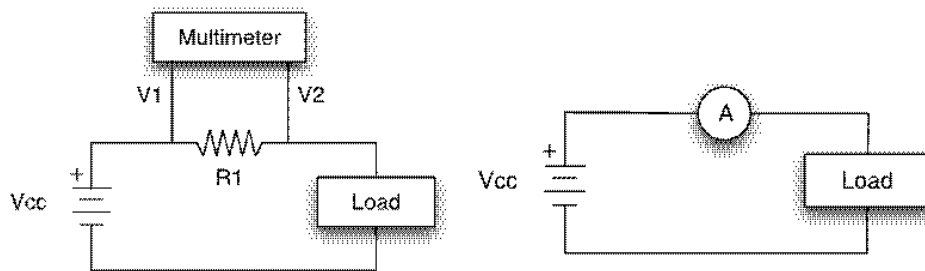 Multimeter
V1
V2
R1
+
Vcc
Load
A
+
Vcc
Load